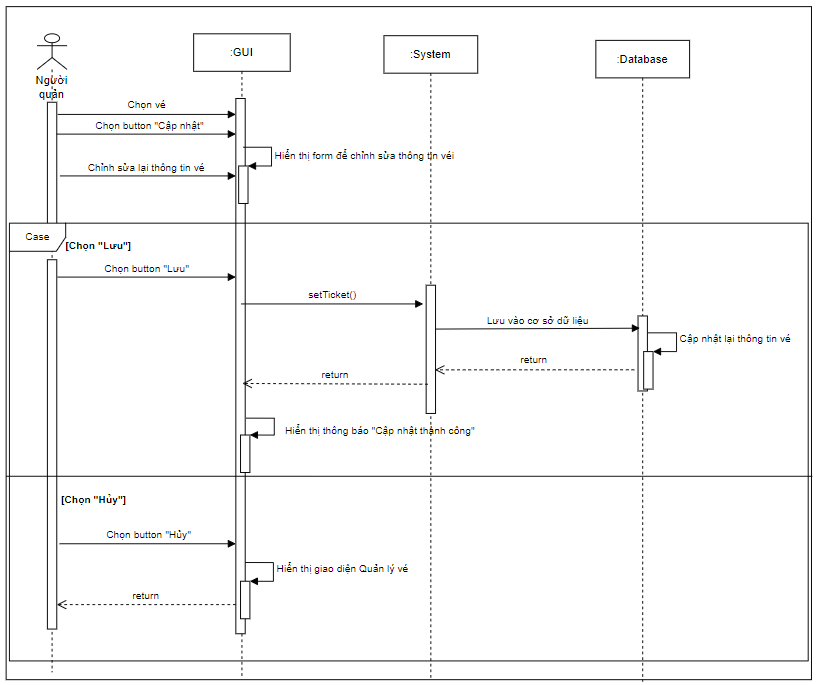 :GUI
:System
:Database
Người
quản
Chọn vé
Chọn button "Cập nhật"
Hiển thị form để chỉnh sửa thông tin véi
Chỉnh sửa lại thông tin vé
Case
[Chọn "Lưu"]
Chọn button "Lưu"
setTicket()
Lưu vào cơ sở dữ liệu
Cập nhật lại thông tin vé
return
return
Hiển thị thông báo "Cập nhật thành công"
[Chọn "Hủy"]
Chọn button "Hủy"
Hiển thị giao diện Quản lý vé
return